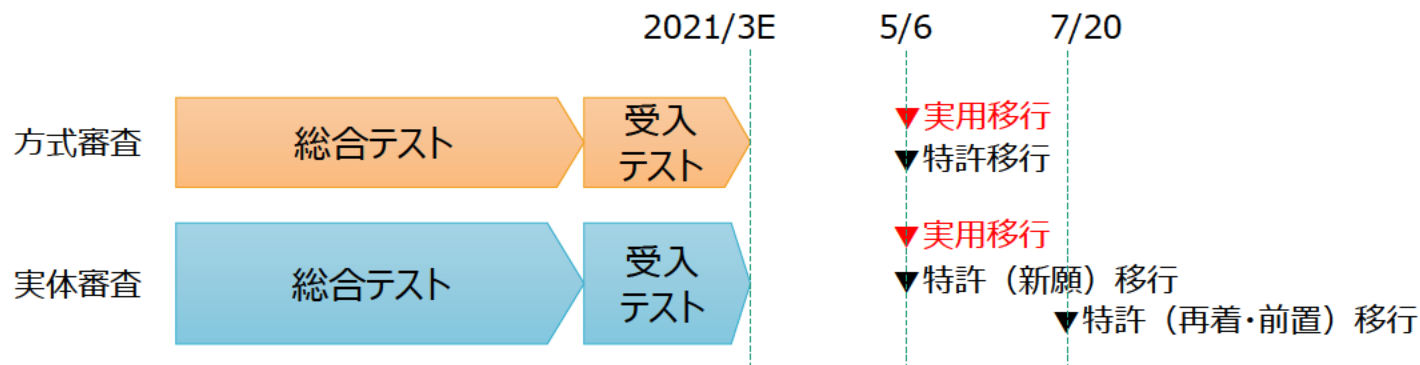 2021/3E 5/6 7/20
方式審査
総合テスト
受入
テスト
▼実用移行
▼特許移行
実体審査
総合テスト
受入
テスト
▼実用移行
▼特許（新願）移行
▼特許（再着・前置）移行